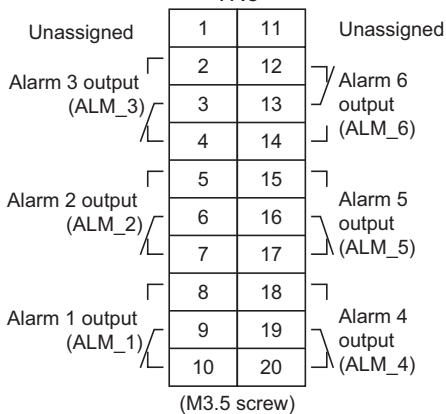 Unassigned 1 11 Unassigned
Alarm 3 output
(ALM_3)
2 12
3 13
4 14
Alarm 6
output
(ALM_6)
Alarm 2 output
(ALM_2)
5 15
6 16
7 17
Alarm 5
output
(ALM_5)
Alarm 1 output
(ALM_1)
8 18
9 19
10 20
Alarm 4
output
(ALM_4)
(M3.5 screw)